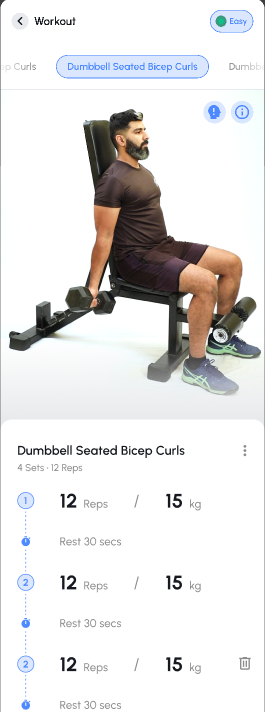 Workout
Easy
ep Curls
Dumbbell Seated Bicep Curls
Dumbb
Dumbbell Seated Bicep Curls
4 Sets · 12 Reps
1 12 Reps / 15 kg
Rest 30 secs
2 12 Reps / 15 kg
Rest 30 secs
2 12 Reps / 15 kg
Rest 30 secs